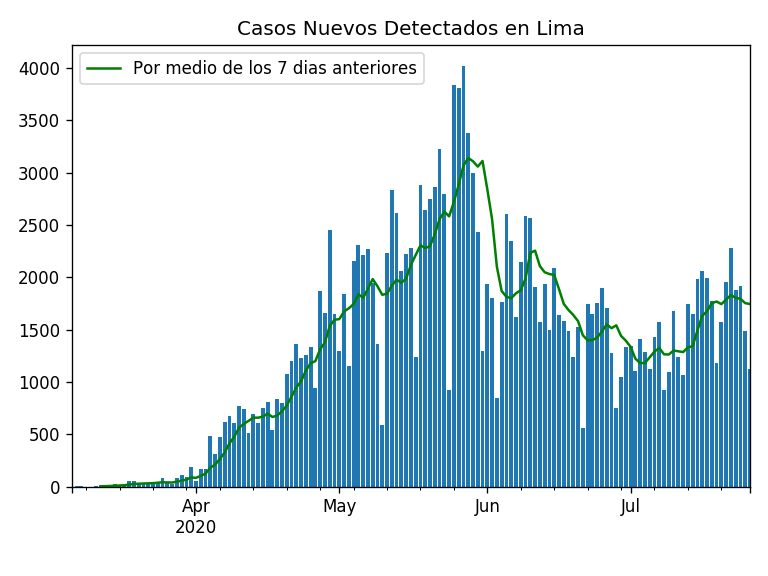 Casos Nuevos Detectados en Lima
Por medio de los 7 dias anteriores
4000
3500
3000
2500
2000
1500
1000
500
0
Apr
2020
May
Jun
Jul